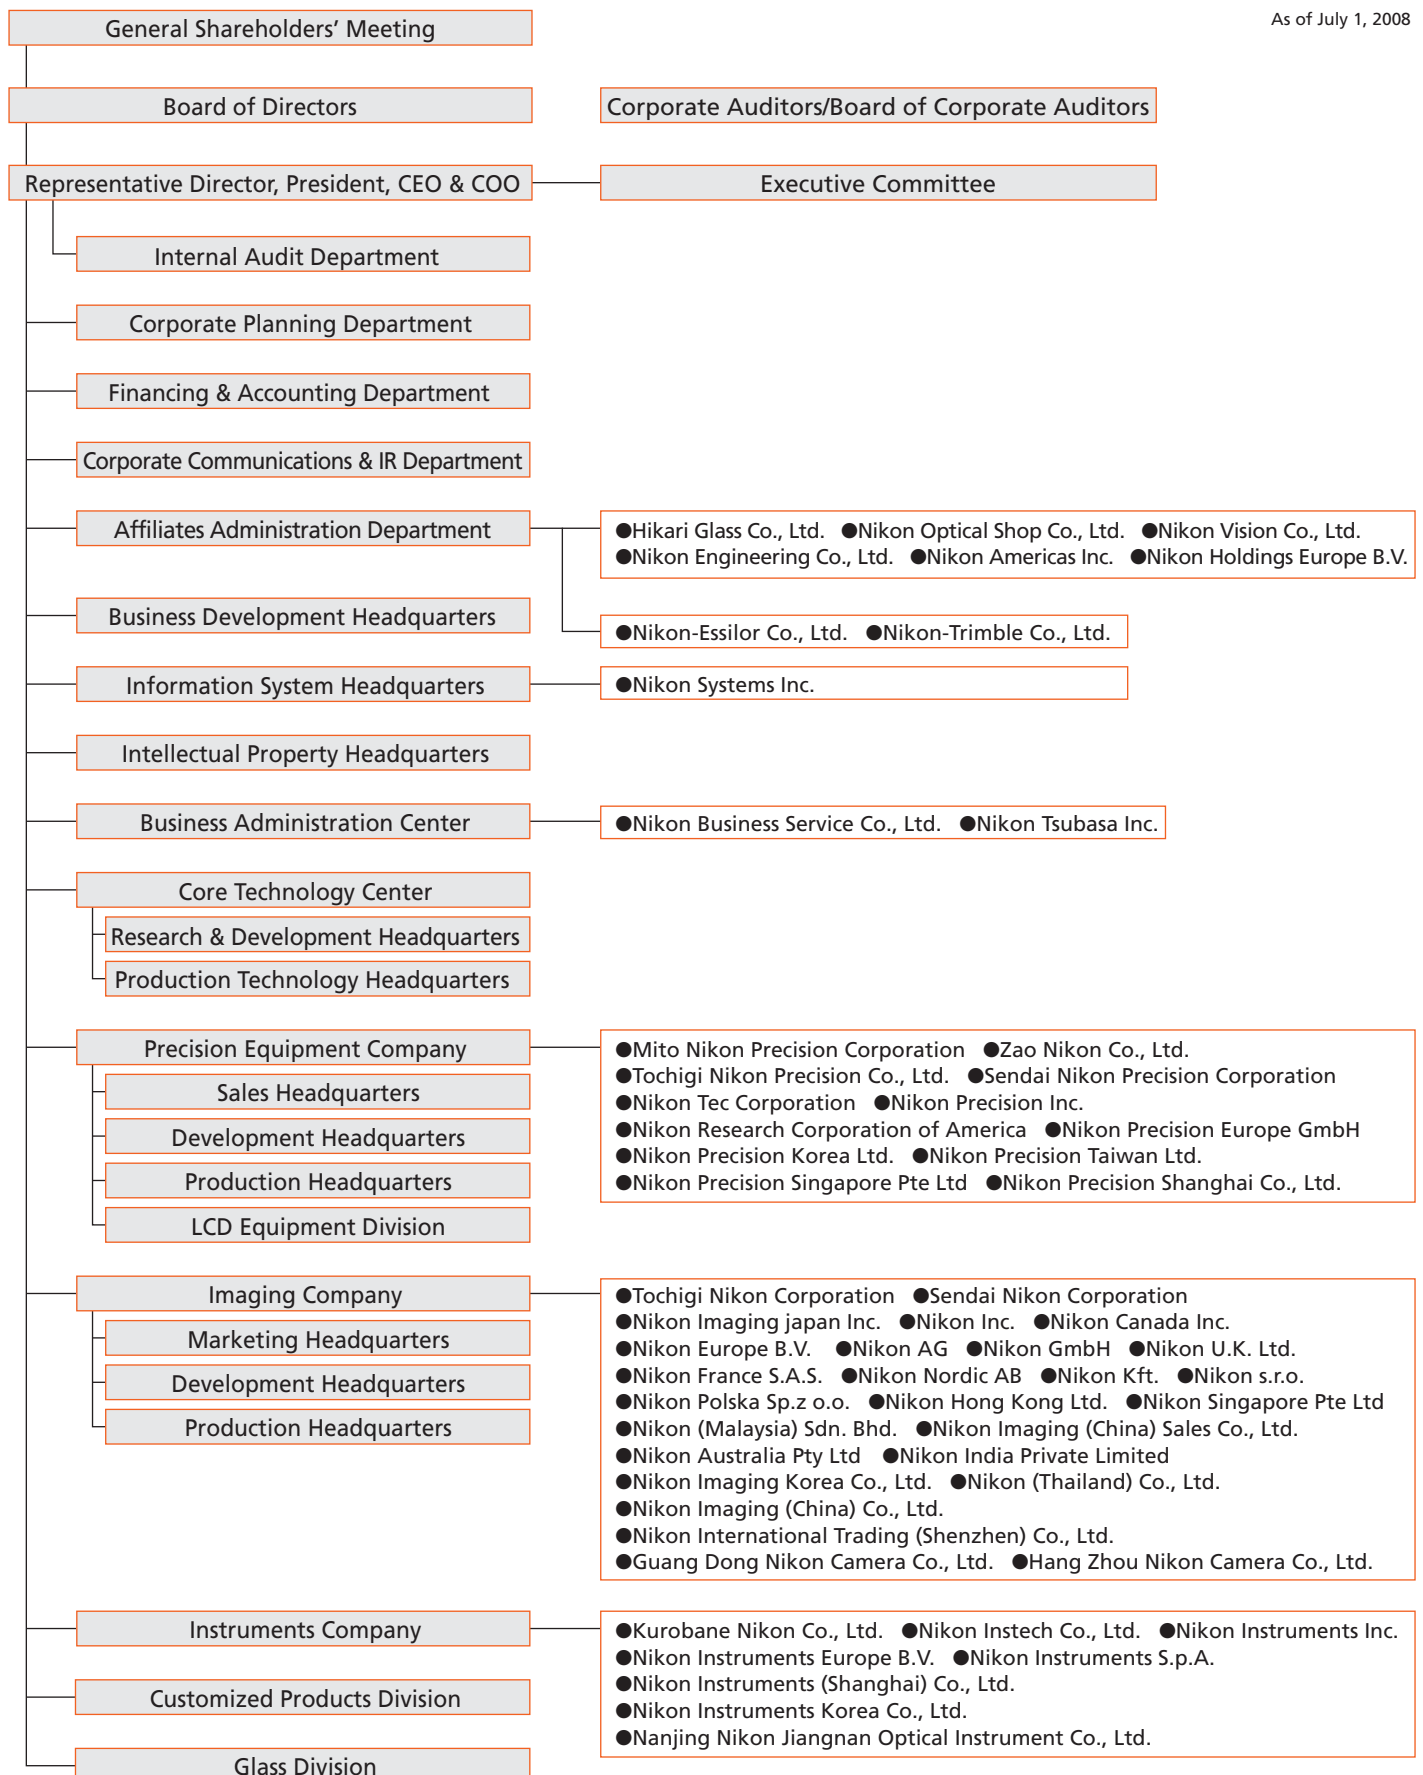 As of July 1, 2008
General Shareholders’ Meeting
Board of Directors
Corporate Auditors/Board of Corporate Auditors
Representative Director, President, CEO & COO
Executive Committee
Internal Audit Department
Corporate Planning Department
Financing & Accounting Department
Corporate Communications & IR Department
Affiliates Administration Department
●Hikari Glass Co., Ltd. ●Nikon Optical Shop Co., Ltd. ●Nikon Vision Co., Ltd.
●Nikon Engineering Co., Ltd. ●Nikon Americas Inc. ●Nikon Holdings Europe B.V.
Business Development Headquarters
●Nikon-Essilor Co., Ltd. ●Nikon-Trimble Co., Ltd.
Information System Headquarters
●Nikon Systems Inc.
Intellectual Property Headquarters
Business Administration Center
●Nikon Business Service Co., Ltd. ●Nikon Tsubasa Inc.
Core Technology Center
Research & Development Headquarters
Production Technology Headquarters
Precision Equipment Company
Sales Headquarters
Development Headquarters
Production Headquarters
LCD Equipment Division
●Mito Nikon Precision Corporation ●Zao Nikon Co., Ltd.
●Tochigi Nikon Precision Co., Ltd. ●Sendai Nikon Precision Corporation
●Nikon Tec Corporation ●Nikon Precision Inc.
●Nikon Research Corporation of America ●Nikon Precision Europe GmbH
●Nikon Precision Korea Ltd. ●Nikon Precision Taiwan Ltd.
●Nikon Precision Singapore Pte Ltd ●Nikon Precision Shanghai Co., Ltd.
Imaging Company
Marketing Headquarters
Development Headquarters
Production Headquarters
●Tochigi Nikon Corporation ●Sendai Nikon Corporation
●Nikon Imaging japan Inc. ●Nikon Inc. ●Nikon Canada Inc.
●Nikon Europe B.V. ●Nikon AG ●Nikon GmbH ●Nikon U.K. Ltd.
●Nikon France S.A.S. ●Nikon Nordic AB ●Nikon Kft. ●Nikon s.r.o.
●Nikon Polska Sp.z o.o. ●Nikon Hong Kong Ltd. ●Nikon Singapore Pte Ltd
●Nikon (Malaysia) Sdn. Bhd. ●Nikon Imaging (China) Sales Co., Ltd.
●Nikon Australia Pty Ltd ●Nikon India Private Limited
●Nikon Imaging Korea Co., Ltd. ●Nikon (Thailand) Co., Ltd.
●Nikon Imaging (China) Co., Ltd.
●Nikon International Trading (Shenzhen) Co., Ltd.
●Guang Dong Nikon Camera Co., Ltd. ●Hang Zhou Nikon Camera Co., Ltd.
Instruments Company
●Kurobane Nikon Co., Ltd. ●Nikon Instech Co., Ltd. ●Nikon Instruments Inc.
●Nikon Instruments Europe B.V. ●Nikon Instruments S.p.A.
●Nikon Instruments (Shanghai) Co., Ltd.
●Nikon Instruments Korea Co., Ltd.
●Nanjing Nikon Jiangnan Optical Instrument Co., Ltd.
Customized Products Division
Glass Division